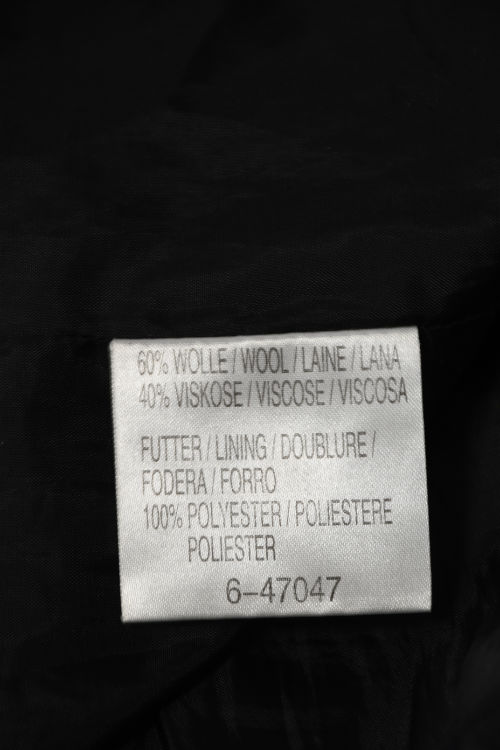 60% WOLLE / WOOL / LAINE / LANA
40% VISKOSE / VISCOSE / VISCOSA
FUTTER / LINING / DOUBLURE /
FODERA / FORRO
100% POLYESTER / POLIESTERE
POLIESTER
6–47047